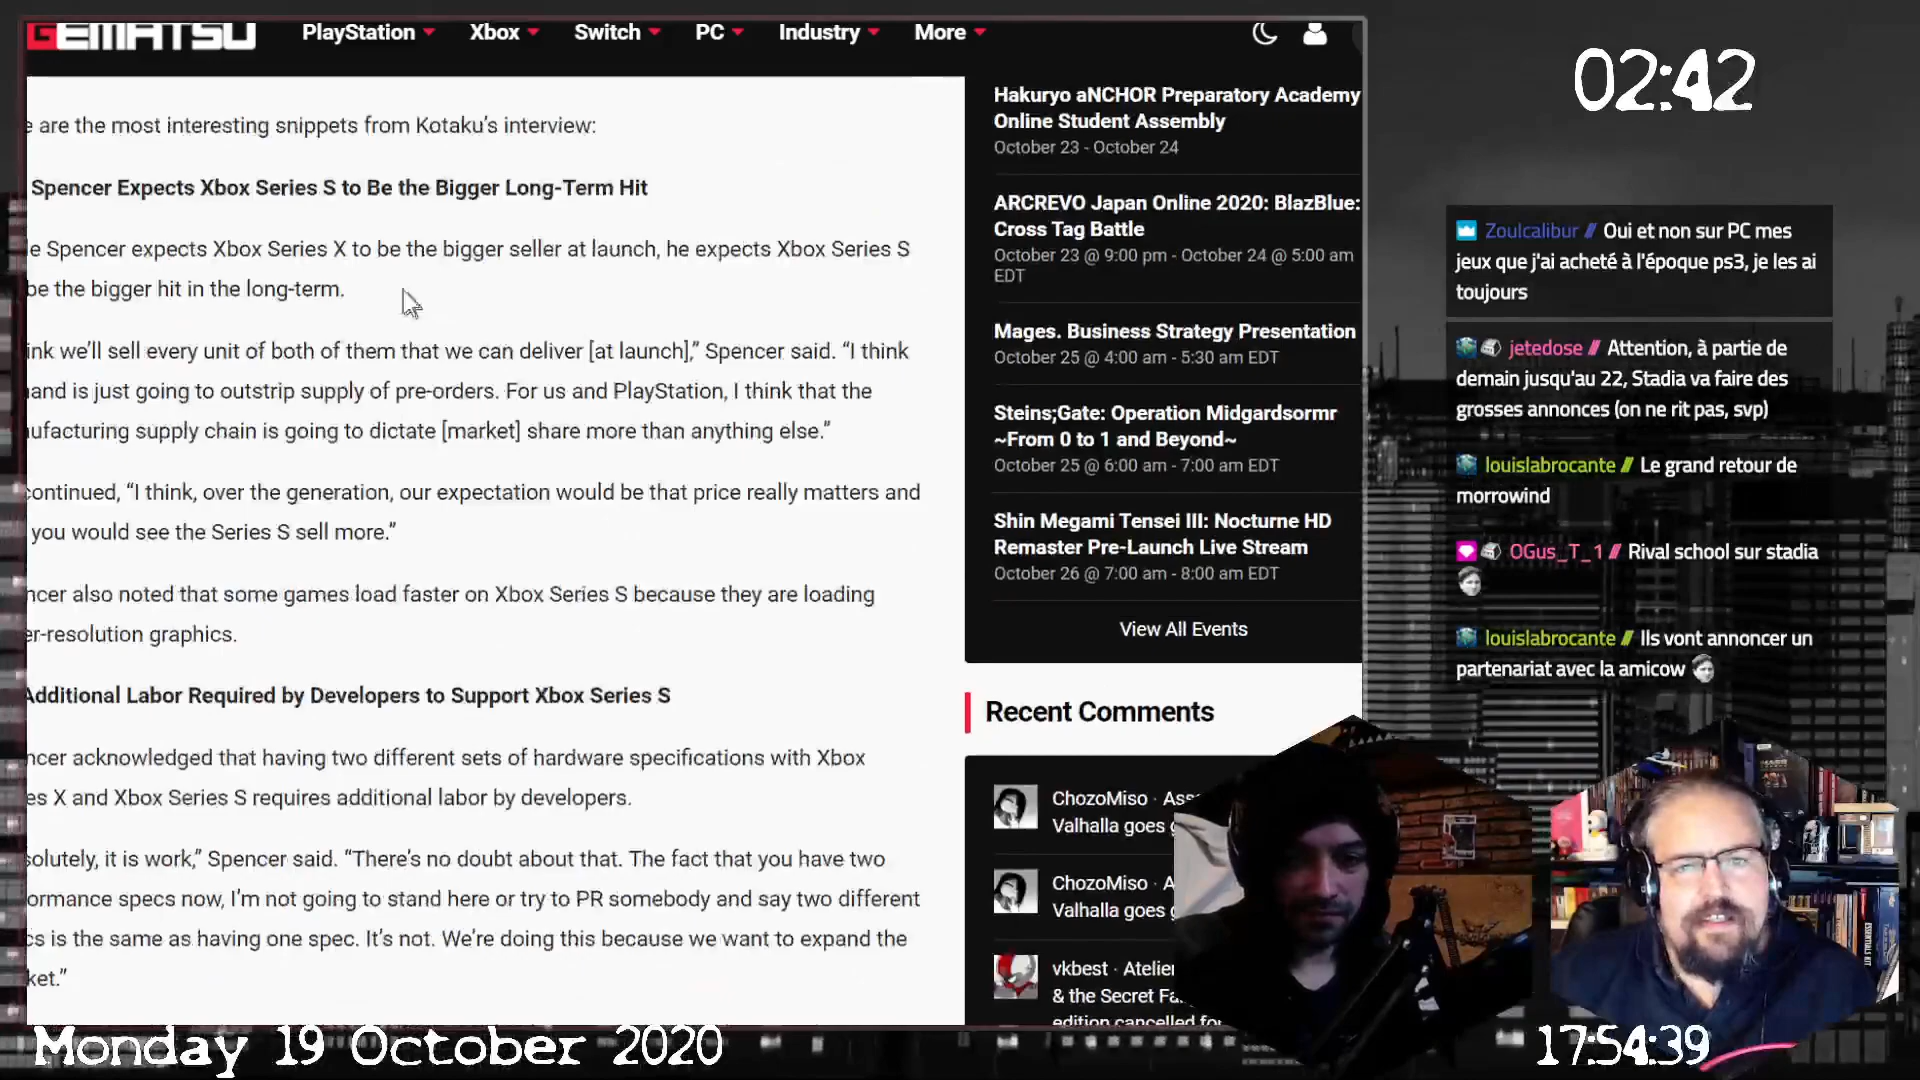 GEMATSU
PlayStation
Xbox
Switch
PC
Industry
More
e are the most interesting snippets from Kotaku's interview:
Spencer Expects Xbox Series S to Be the Bigger Long-Term Hit
e Spencer expects Xbox Series X to be the bigger seller at launch, he expects Xbox Series S
be the bigger hit in the long-term.
ink we'll sell every unit of both of them that we can deliver [at launch],” Spencer said. “I think
and is just going to outstrip supply of pre-orders. For us and PlayStation, I think that the
ufacturing supply chain is going to dictate [market] share more than anything else.”
continued, “I think, over the generation, our expectation would be that price really matters and
you would see the Series S sell more.”
ncer also noted that some games load faster on Xbox Series S because they are loading
er-resolution graphics.
Additional Labor Required by Developers to Support Xbox Series S
ncer acknowledged that having two different sets of hardware specifications with Xbox
es X and Xbox Series S requires additional labor by developers.
solutely, it is work,” Spencer said. “There's no doubt about that. The fact that you have two
ormance specs now, I'm not going to stand here or try to PR somebody and say two different
cs is the same as having one spec. It's not. We're doing this because we want to expand the
ket.”
Hakuryo aNCHOR Preparatory Academy
Online Student Assembly
October 23 - October 24
ARCREVO Japan Online 2020: BlazBlue:
Cross Tag Battle
October 23 @ 9:00 pm - October 24 @ 5:00 am
EDT
Mages. Business Strategy Presentation
October 25 @ 4:00 am - 5:30 am EDT
Steins;Gate: Operation Midgardsormr
~From 0 to 1 and Beyond~
October 25 @ 6:00 am - 7:00 am EDT
Shin Megami Tensei III: Nocturne HD
Remaster Pre-Launch Live Stream
October 26 @ 7:00 am - 8:00 am EDT
View All Events
Recent Comments
ChozoMiso · Ass
Valhalla goes g
ChozoMiso · A
Valhalla goes g
vkbest · Atelier
& the Secret Fa
edition cancelled for
02:42
Zoulcalibur // Oui et non sur PC mes
jeux que j'ai acheté à l'époque ps3, je les ai
toujours
jetedose // Attention, à partie de
demain jusqu'au 22, Stadia va faire des
grosses annonces (on ne rit pas, svp)
louislabrocante // Le grand retour de
morrowind
OGus_T_1 // Rival school sur stadia
louislabrocante // Ils vont annoncer un
partenariat avec la amicow
ESSENTIALS KIT
Monday 19 October 2020
17:54:39